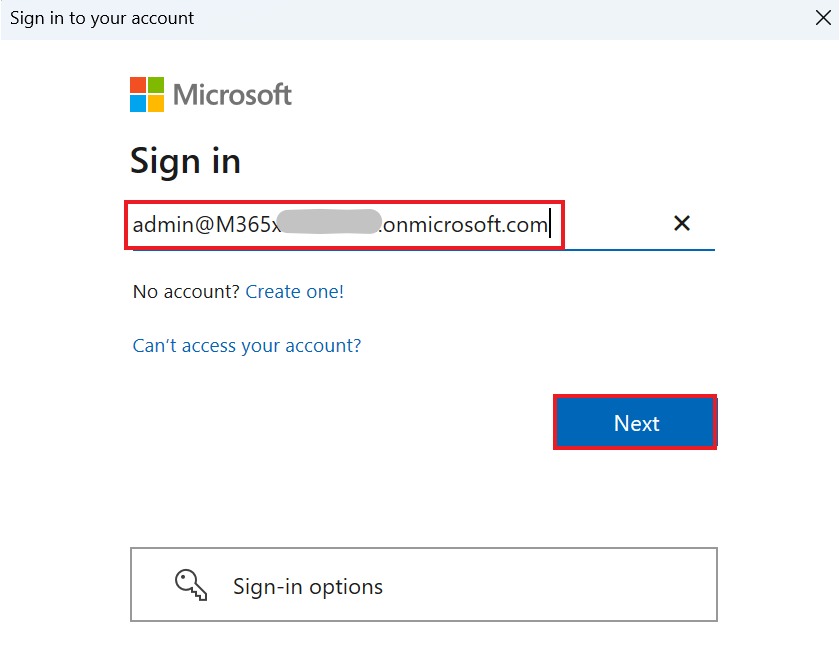 Sign in to your account
Microsoft
Sign in
admin@M365x .onmicrosoft.com
No account? Create one!
Can't access your account?
Next
Sign-in options